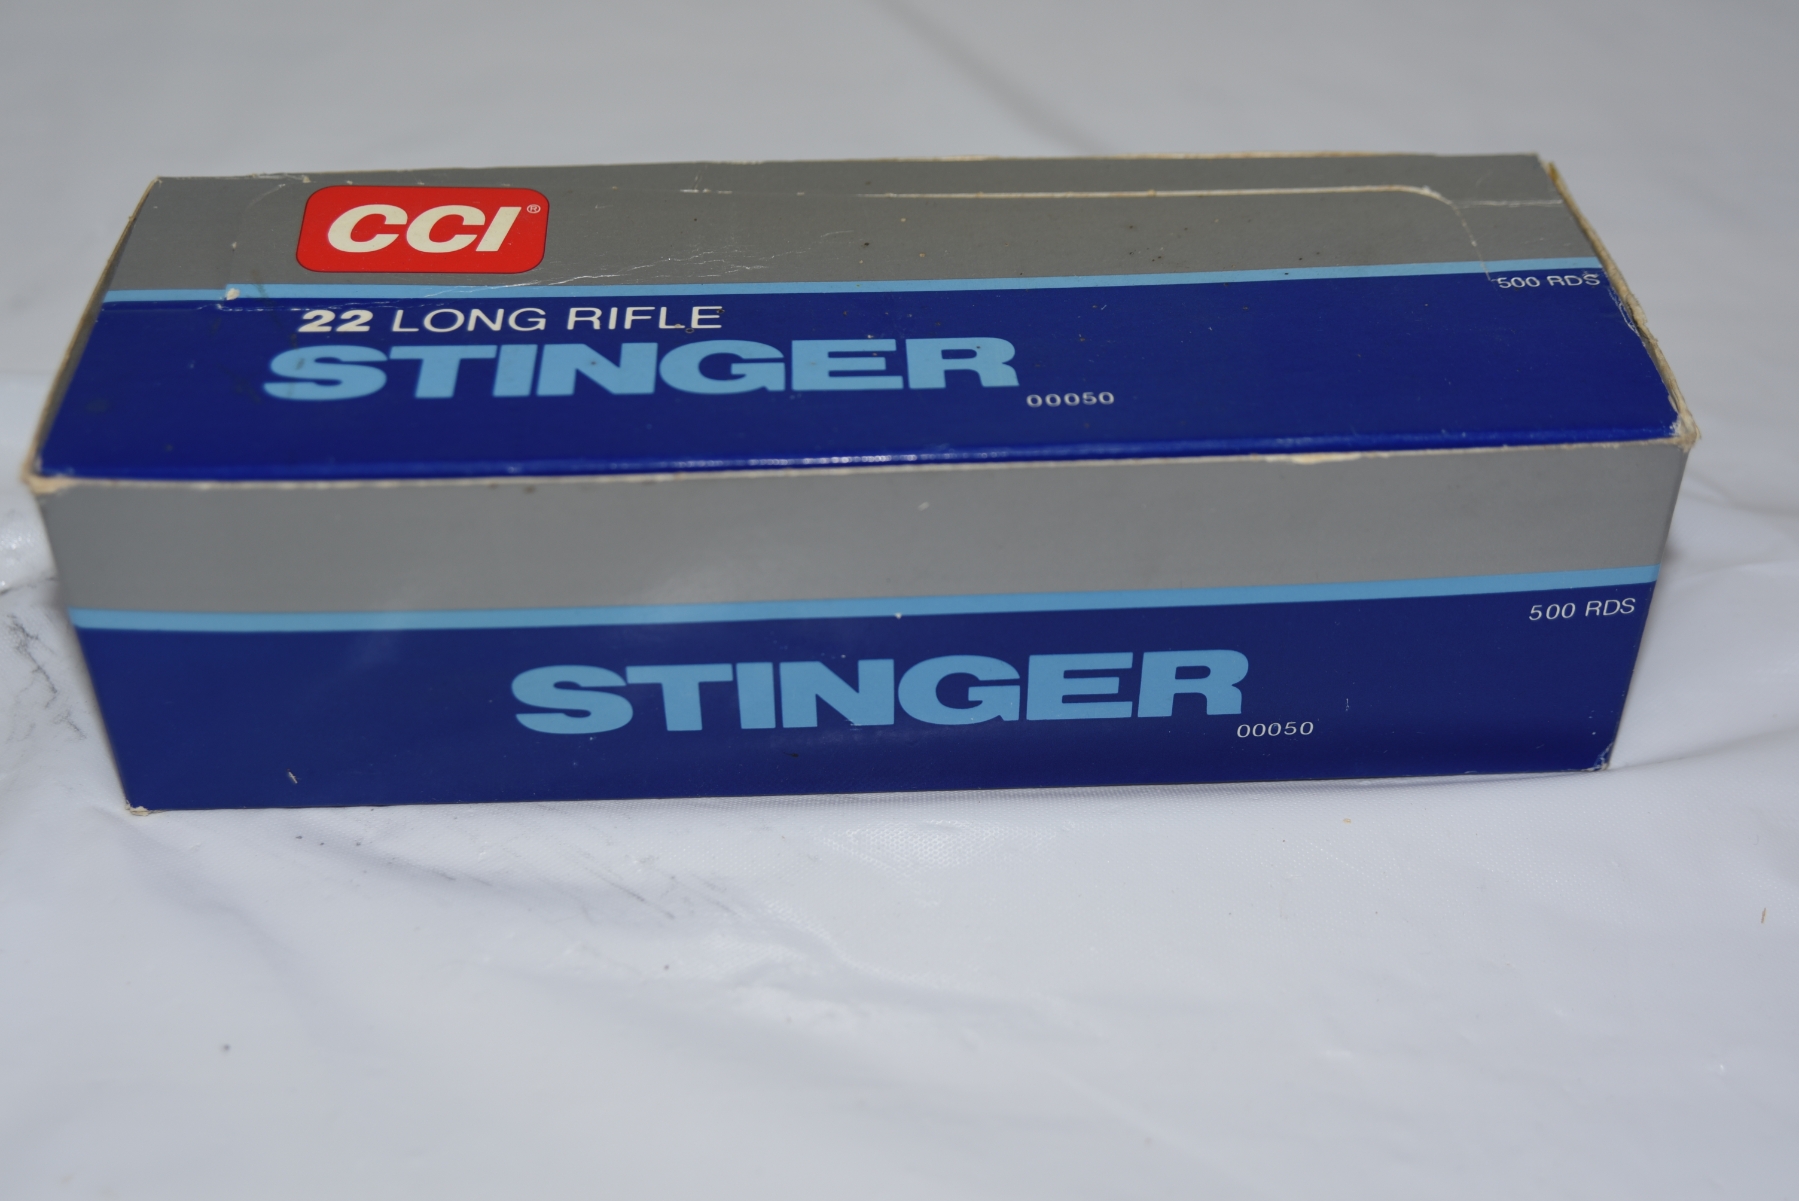 CCI®
500 RDS
22 LONG RIFLE
STINGER
00050
500 RDS
STINGER
00050